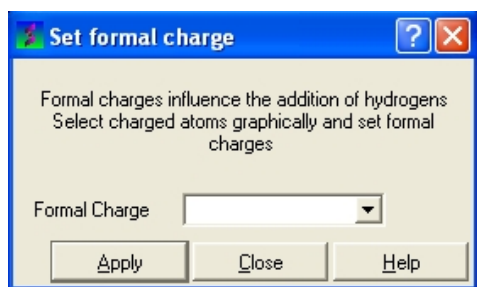 Set formal charge
?
Formal charges influence the addition of hydrogens
Select charged atoms graphically and set formal
charges
Formal Charge
Apply Close Help